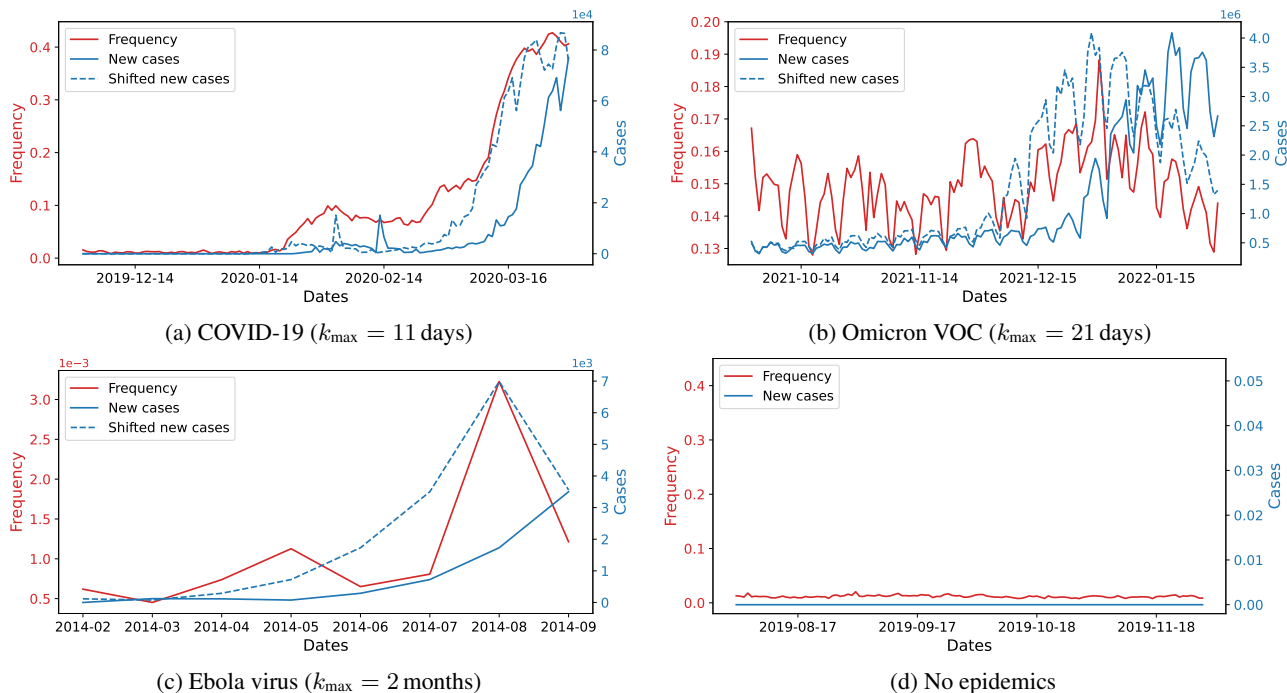 1e4
Frequency
New cases
Shifted new cases
0.4
0.3
0.2
0.1
0.0
Frequency
8
6
4
2
0
Cases
2019-12-14 2020-01-14 2020-02-14 2020-03-16
Dates
(a) COVID-19 (kmax = 11 days)
1e6
Frequency
New cases
Shifted new cases
0.20
0.19
0.18
0.17
0.16
0.15
0.14
0.13
Frequency
4.0
3.5
3.0
2.5
2.0
1.5
1.0
0.5
Cases
2021-10-14 2021-11-14 2021-12-15 2022-01-15
Dates
(b) Omicron VOC (kmax = 21 days)
1e−3 1e3
Frequency
New cases
Shifted new cases
3.0
2.5
2.0
1.5
1.0
0.5
Frequency
7
6
5
4
3
2
1
0
Cases
2014-02 2014-03 2014-04 2014-05 2014-06 2014-07 2014-08 2014-09
Dates
(c) Ebola virus (kmax = 2 months)
Frequency
New cases
0.4
0.3
0.2
0.1
0.0
Frequency
0.05
0.04
0.03
0.02
0.01
0.00
Cases
2019-08-17 2019-09-17 2019-10-18 2019-11-18
Dates
(d) No epidemics